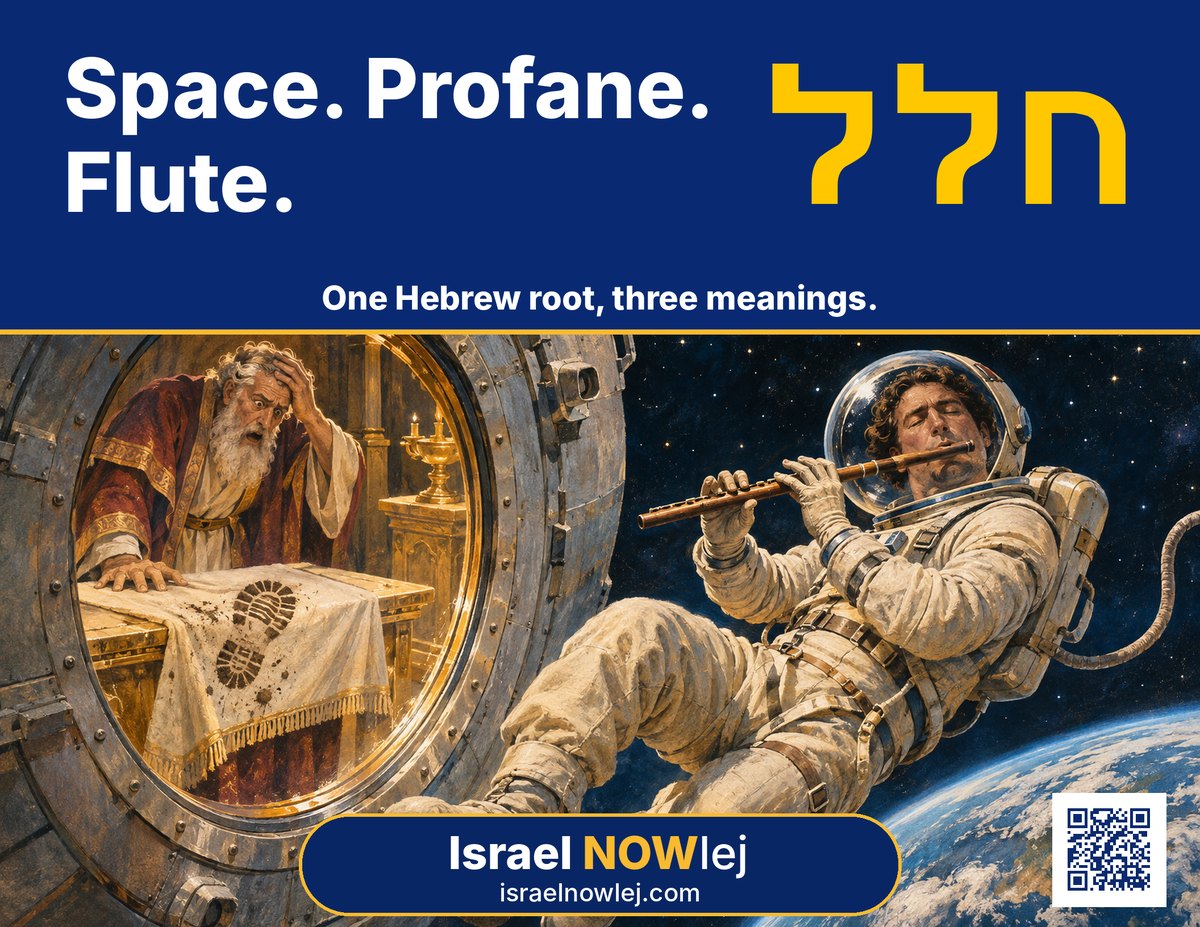 Space. Profane.
Flute.
חלל
One Hebrew root, three meanings.
Israel NOWlej
israelnowlej.com